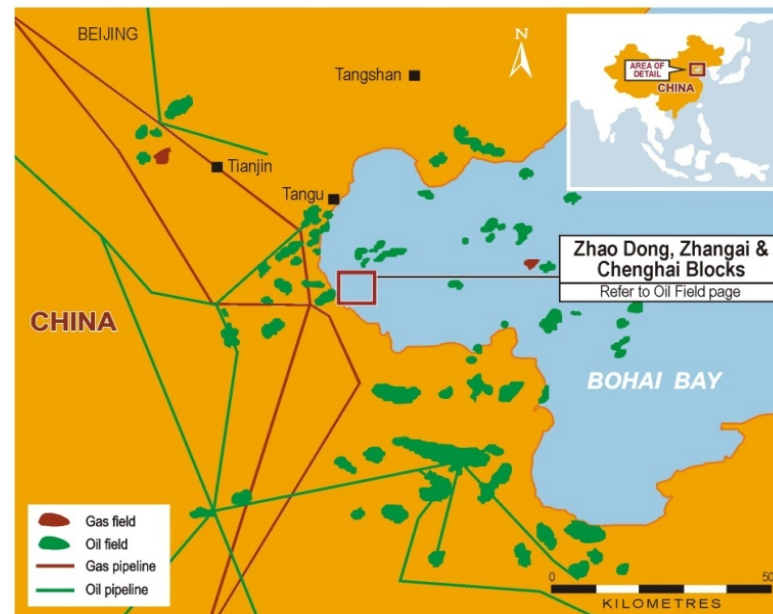 BEIJING
N
Tangshan
AREA OF
DETAIL
CHINA
Tianjin
Tangu
Zhao Dong, Zhangai &
Chenghai Blocks
Refer to Oil Field page
CHINA
BOHAI BAY
Gas field
Oil field
Gas pipeline
Oil pipeline
0 50
KILOMETRES